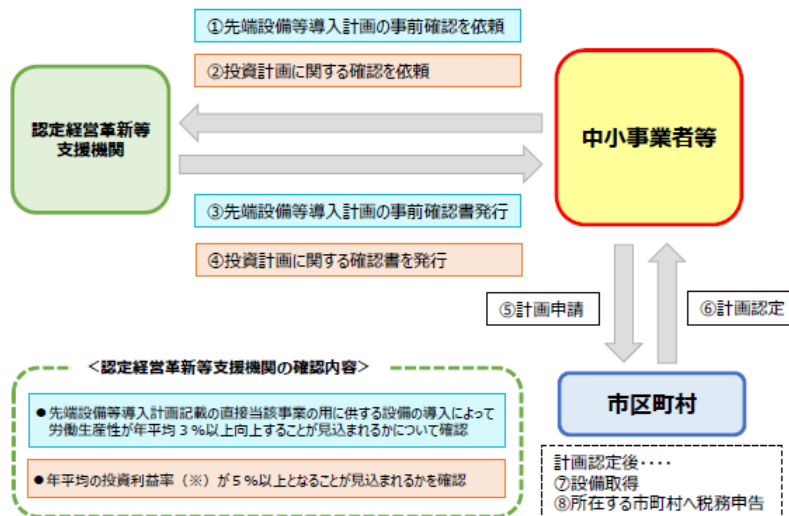 ①先端設備等導入計画の事前確認を依頼
②投資計画に関する確認を依頼
認定経営革新等
支援機関
中小事業者等
③先端設備等導入計画の事前確認書発行
④投資計画に関する確認書を発行
⑤計画申請
⑥計画認定
<認定経営革新等支援機関の確認内容>
●先端設備等導入計画記載の直接当該事業の用に供する設備の導入によって
労働生産性が年平均3%以上向上することが見込まれるかについて確認
●年平均の投資利益率(※)が5%以上となることが見込まれるかを確認
市区町村
計画認定後・・・・
⑦設備取得
⑧所在する市町村へ税務申告